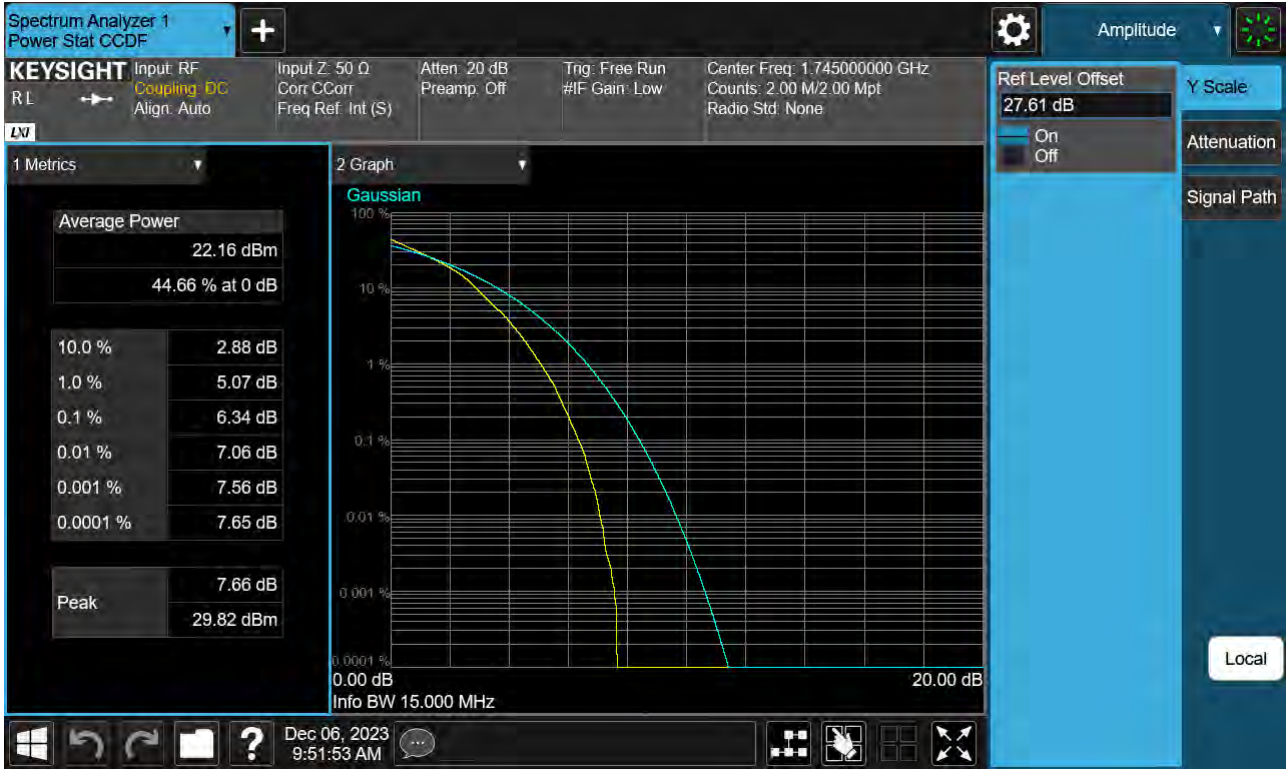 Spectrum Analyzer 1
Power Stat CCDF
+
Amplitude
KEYSIGHT
RL
LXI
Input: RF
Coupling: DC
Align: Auto
Input Z: 50 Ω
Corr CCorr
Freq Ref: Int (S)
Atten: 20 dB
Preamp: Off
Trig: Free Run
#IF Gain: Low
Center Freq: 1.745000000 GHz
Counts: 2.00 M/2.00 Mpt
Radio Std: None
Ref Level Offset
27.61 dB
On
Off
Y Scale
Attenuation
Signal Path
Local
1 Metrics
Average Power
22.16 dBm
44.66 % at 0 dB
10.0 % 2.88 dB
1.0 % 5.07 dB
0.1 % 6.34 dB
0.01 % 7.06 dB
0.001 % 7.56 dB
0.0001 % 7.65 dB
Peak 7.66 dB
29.82 dBm
2 Graph
Gaussian
100 %
10 %
1 %
0.1 %
0.01 %
0.001 %
0.0001 %
0.00 dB 20.00 dB
Info BW 15.000 MHz
?
Dec 06, 2023
9:51:53 AM